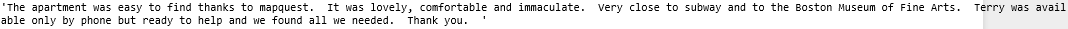 'The apartment was easy to find thanks to mapquest.  It was lovely, comfortable and immaculate.  Very close to subway and to the Boston Museum of Fine Arts.  Terry was avail
able only by phone but ready to help and we found all we needed.  Thank you.  '